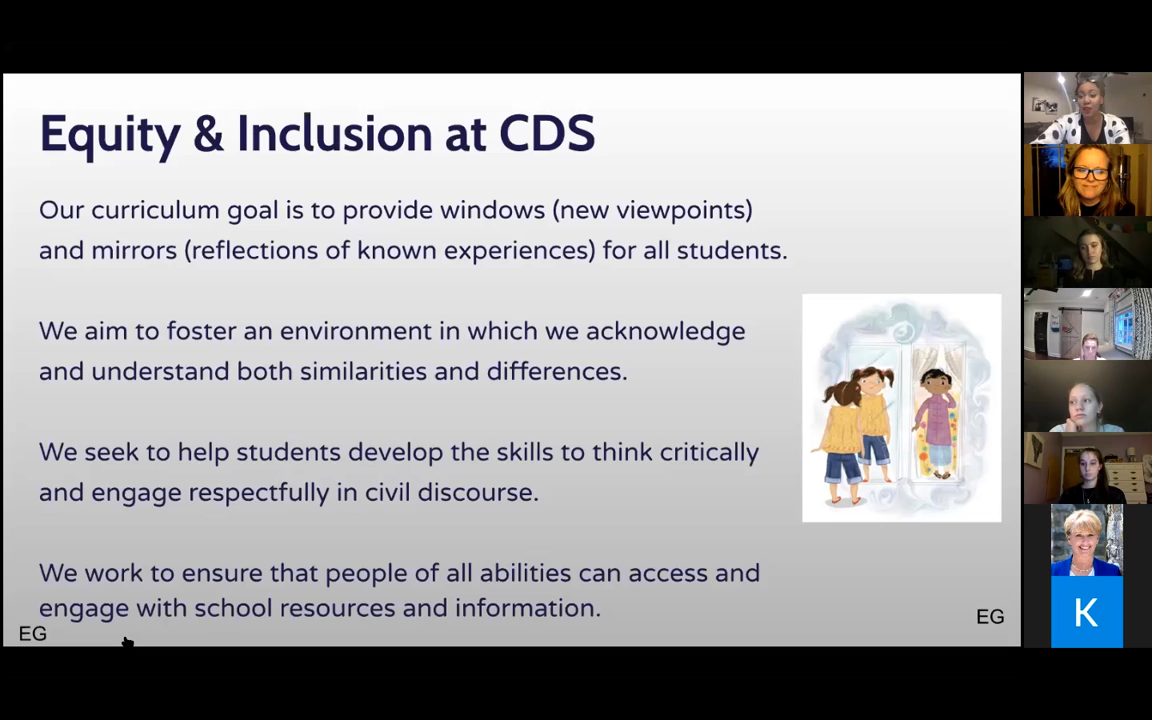 Equity & Inclusion at CDS
Our curriculum goal is to provide windows (new viewpoints)
and mirrors (reflections of known experiences) for all students.
We aim to foster an environment in which we acknowledge
and understand both similarities and differences.
We seek to help students develop the skills to think critically
and engage respectfully in civil discourse.
We work to ensure that people of all abilities can access and
engage with school resources and information.
EG
EG
K